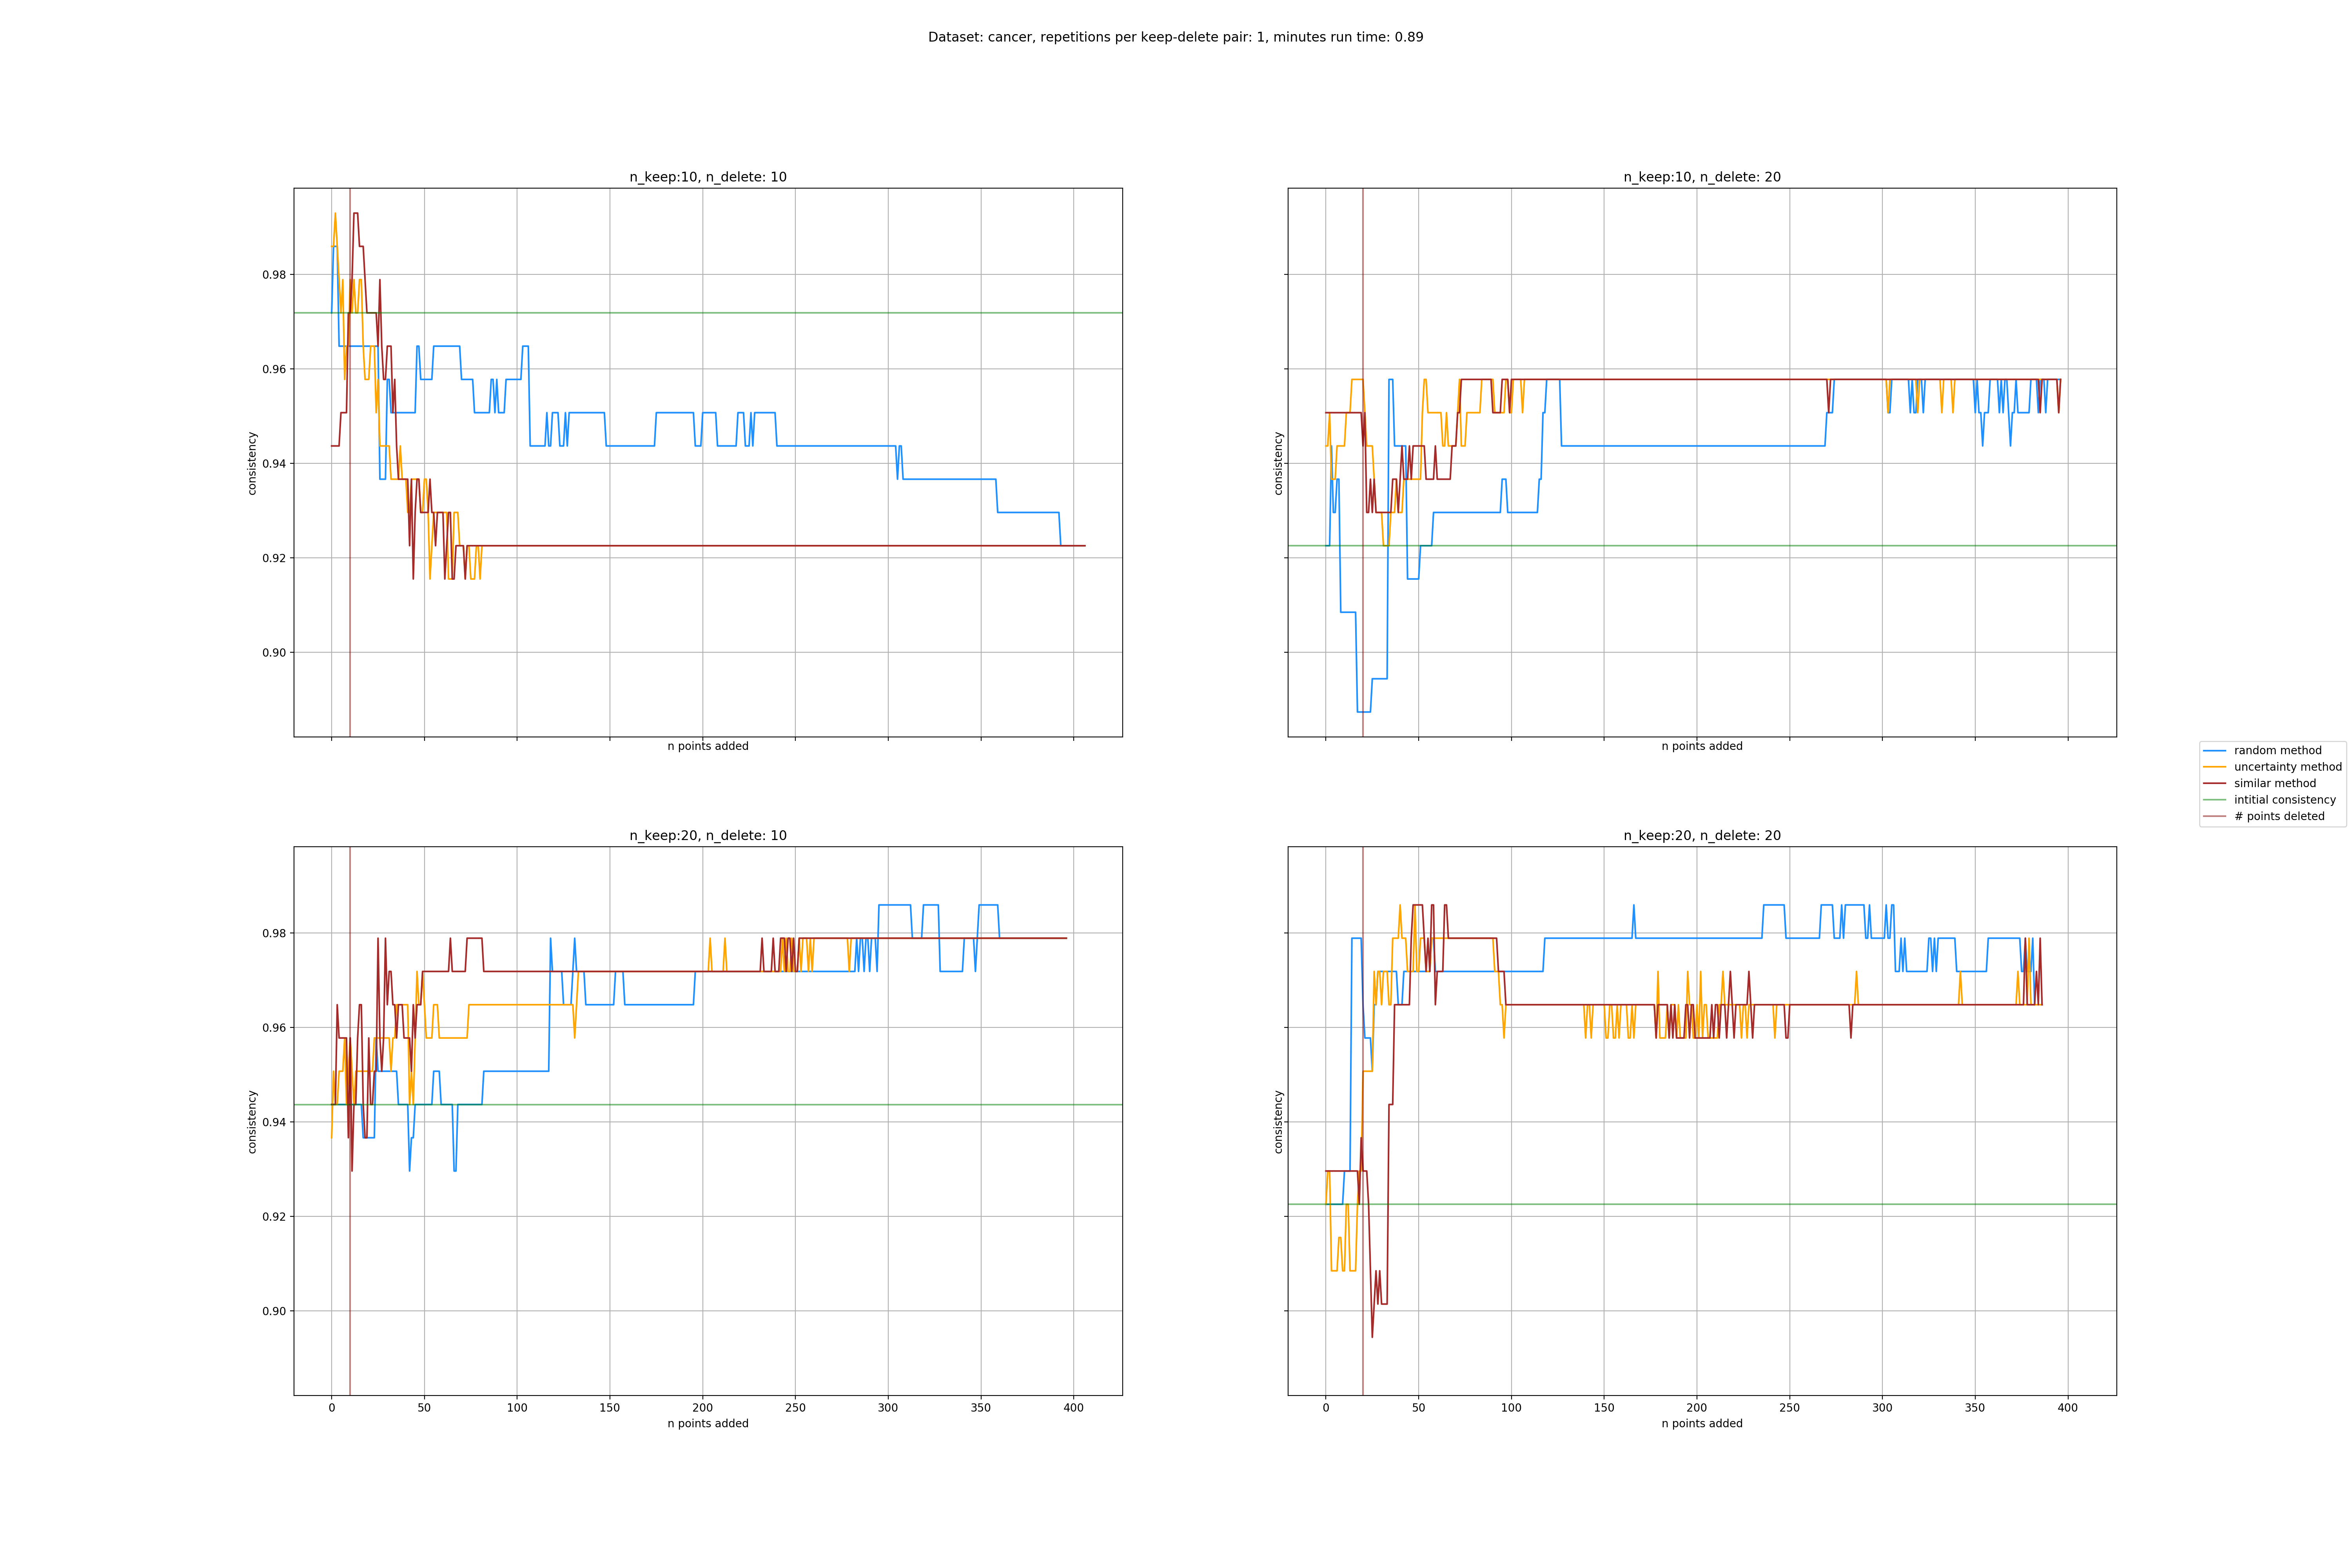 Dataset: cancer, repetitions per keep-delete pair: 1, minutes run time: 0.89
n_keep:10, n_delete: 10
0.98
0.96
0.94
0.92
0.90
consistency
n points added
n_keep:10, n_delete: 20
consistency
n points added
random method
uncertainty method
similar method
intitial consistency
# points deleted
n_keep:20, n_delete: 10
0.98
0.96
0.94
0.92
0.90
consistency
0 50 100 150 200 250 300 350 400
n points added
n_keep:20, n_delete: 20
consistency
0 50 100 150 200 250 300 350 400
n points added